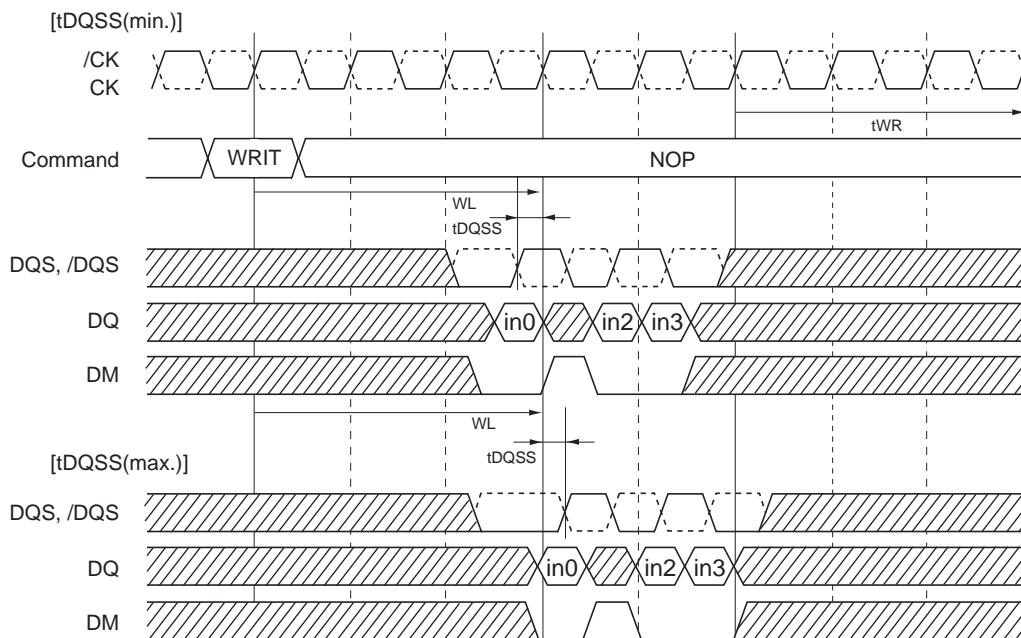 [tDQSS(min.)]
/CK
CK
tWR
Command WRIT NOP
WL
tDQSS
DQS, /DQS
DQ in0 in2 in3
DM
WL
tDQSS
[tDQSS(max.)]
DQS, /DQS
DQ in0 in2 in3
DM